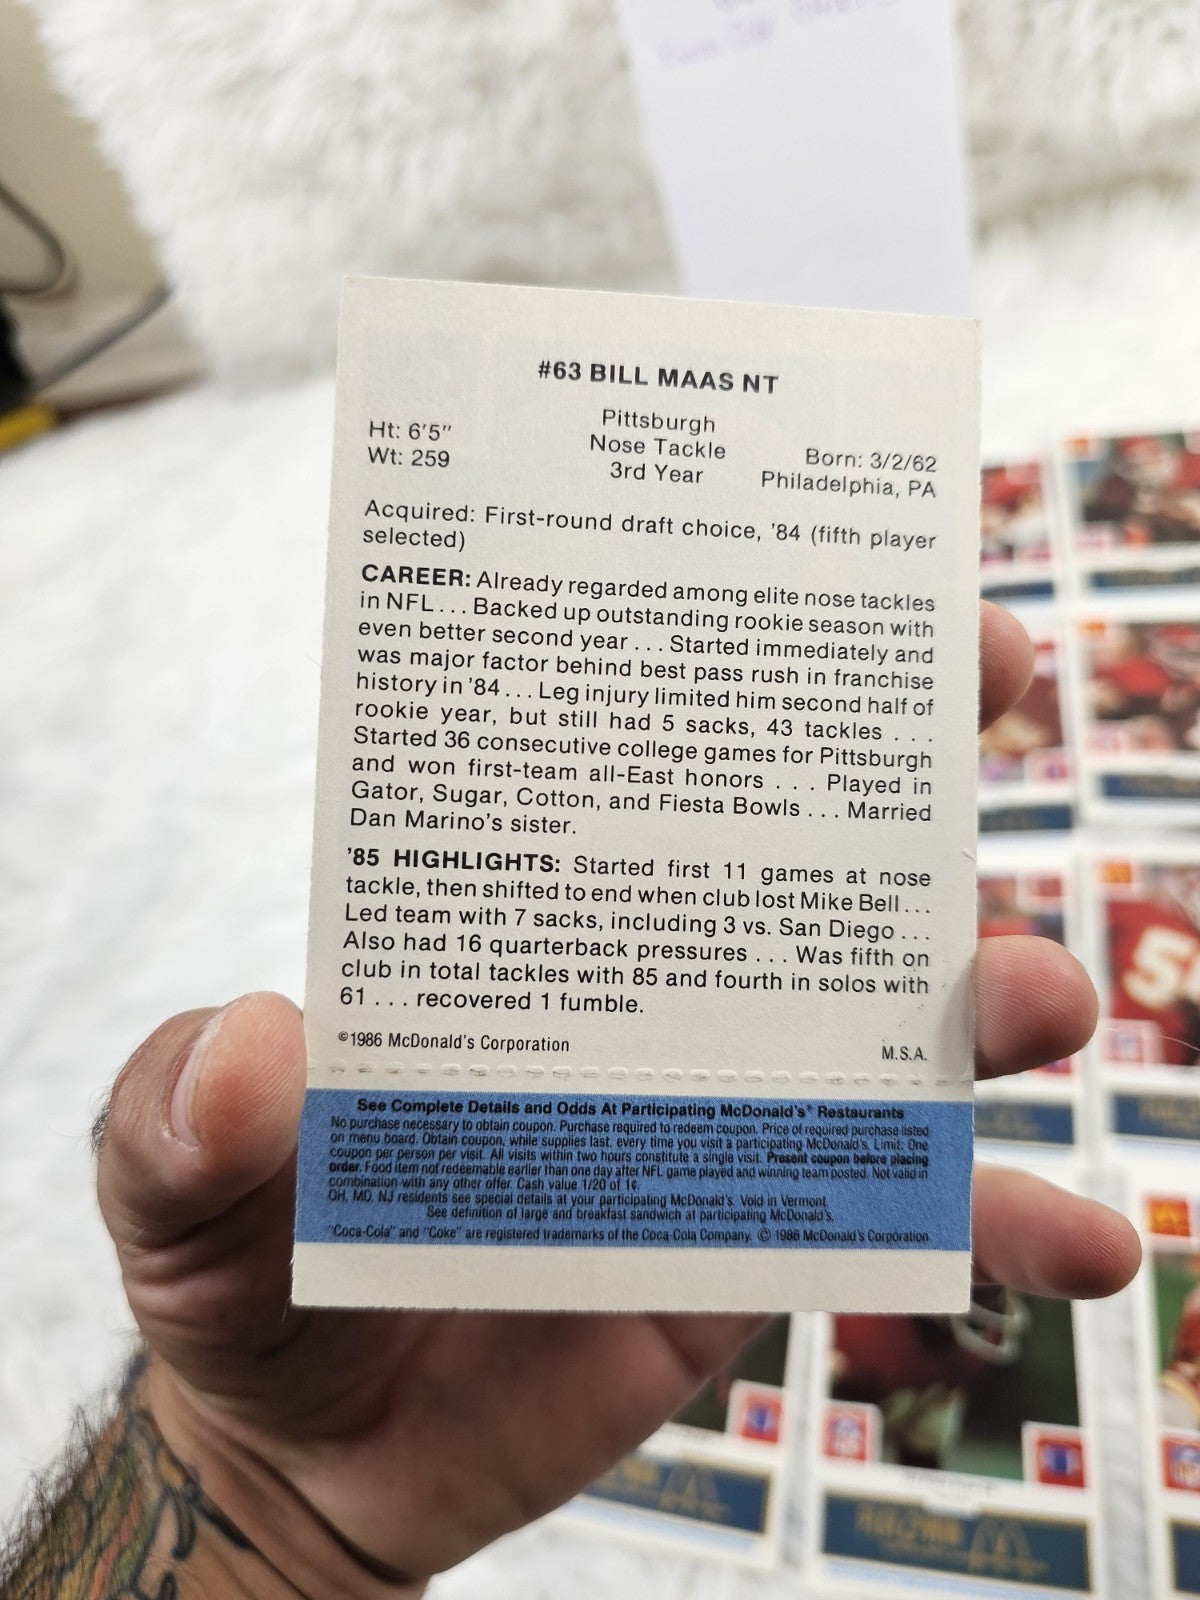 #63 BILL MAAS NT
Ht: 6'5"
Wt: 259
Pittsburgh
Nose Tackle
3rd Year
Born: 3/2/62
Philadelphia, PA
Acquired: First-round draft choice, '84 (fifth player
selected)
CAREER: Already regarded among elite nose tackles
in NFL... Backed up outstanding rookie season with
even better second year... Started immediately and
was major factor behind best pass rush in franchise
history in '84... Leg injury limited him second half of
rookie year, but still had 5 sacks, 43 tackles ...
Started 36 consecutive college games for Pittsburgh
and won first-team all-East honors ... Played in
Gator, Sugar, Cotton, and Fiesta Bowls ... Married
Dan Marino's sister.
'85 HIGHLIGHTS: Started first 11 games at nose
tackle, then shifted to end when club lost Mike Bell...
Led team with 7 sacks, including 3 vs. San Diego ...
Also had 16 quarterback pressures ... Was fifth on
club in total tackles with 85 and fourth in solos with
61 ... recovered 1 fumble.
©1986 McDonald's Corporation
M.S.A.
See Complete Details and Odds At Participating McDonald's® Restaurants
No purchase necessary to obtain coupon. Purchase required to redeem coupon. Price of required purchase listed
on menu board. Obtain coupon, while supplies last, every time you visit a participating McDonald's. Limit: One
coupon per person per visit. All visits within two hours constitute a single visit. Present coupon before placing
order. Food item not redeemable earlier than one day after NFL game played and winning team posted. Not valid in
combination with any other offer. Cash value 1/20 of 1¢.
OH, MO, NJ residents see special details at your participating McDonald's. Void in Vermont.
See definition of large and breakfast sandwich at participating McDonald's.
"Coca-Cola" and "Coke" are registered trademarks of the Coca-Cola Company. © 1986 McDonald's Corporation